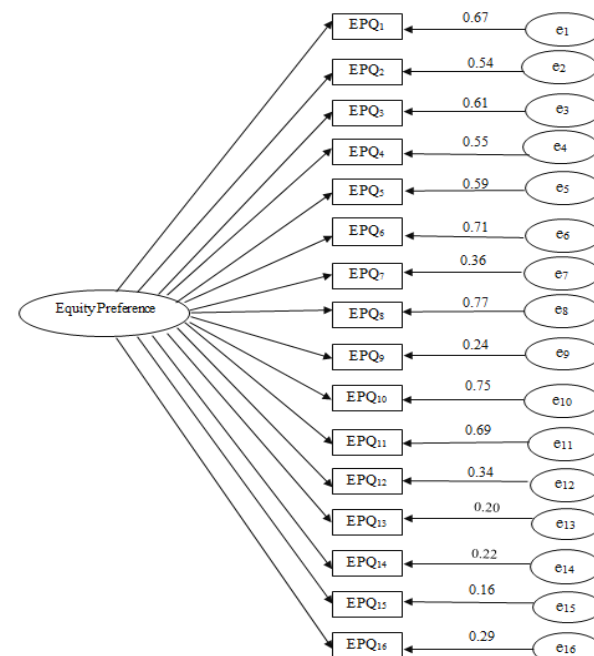 EPQ₁ 0.67 e₁
EPQ₂ 0.54 e₂
EPQ₃ 0.61 e₃
EPQ₄ 0.55 e₄
EPQ₅ 0.59 e₅
EPQ₆ 0.71 e₆
EPQ₇ 0.36 e₇
Equity Preference
EPQ₈ 0.77 e₈
EPQ₉ 0.24 e₉
EPQ₁₀ 0.75 e₁₀
EPQ₁₁ 0.69 e₁₁
EPQ₁₂ 0.34 e₁₂
EPQ₁₃ 0.20 e₁₃
EPQ₁₄ 0.22 e₁₄
EPQ₁₅ 0.16 e₁₅
EPQ₁₆ 0.29 e₁₆